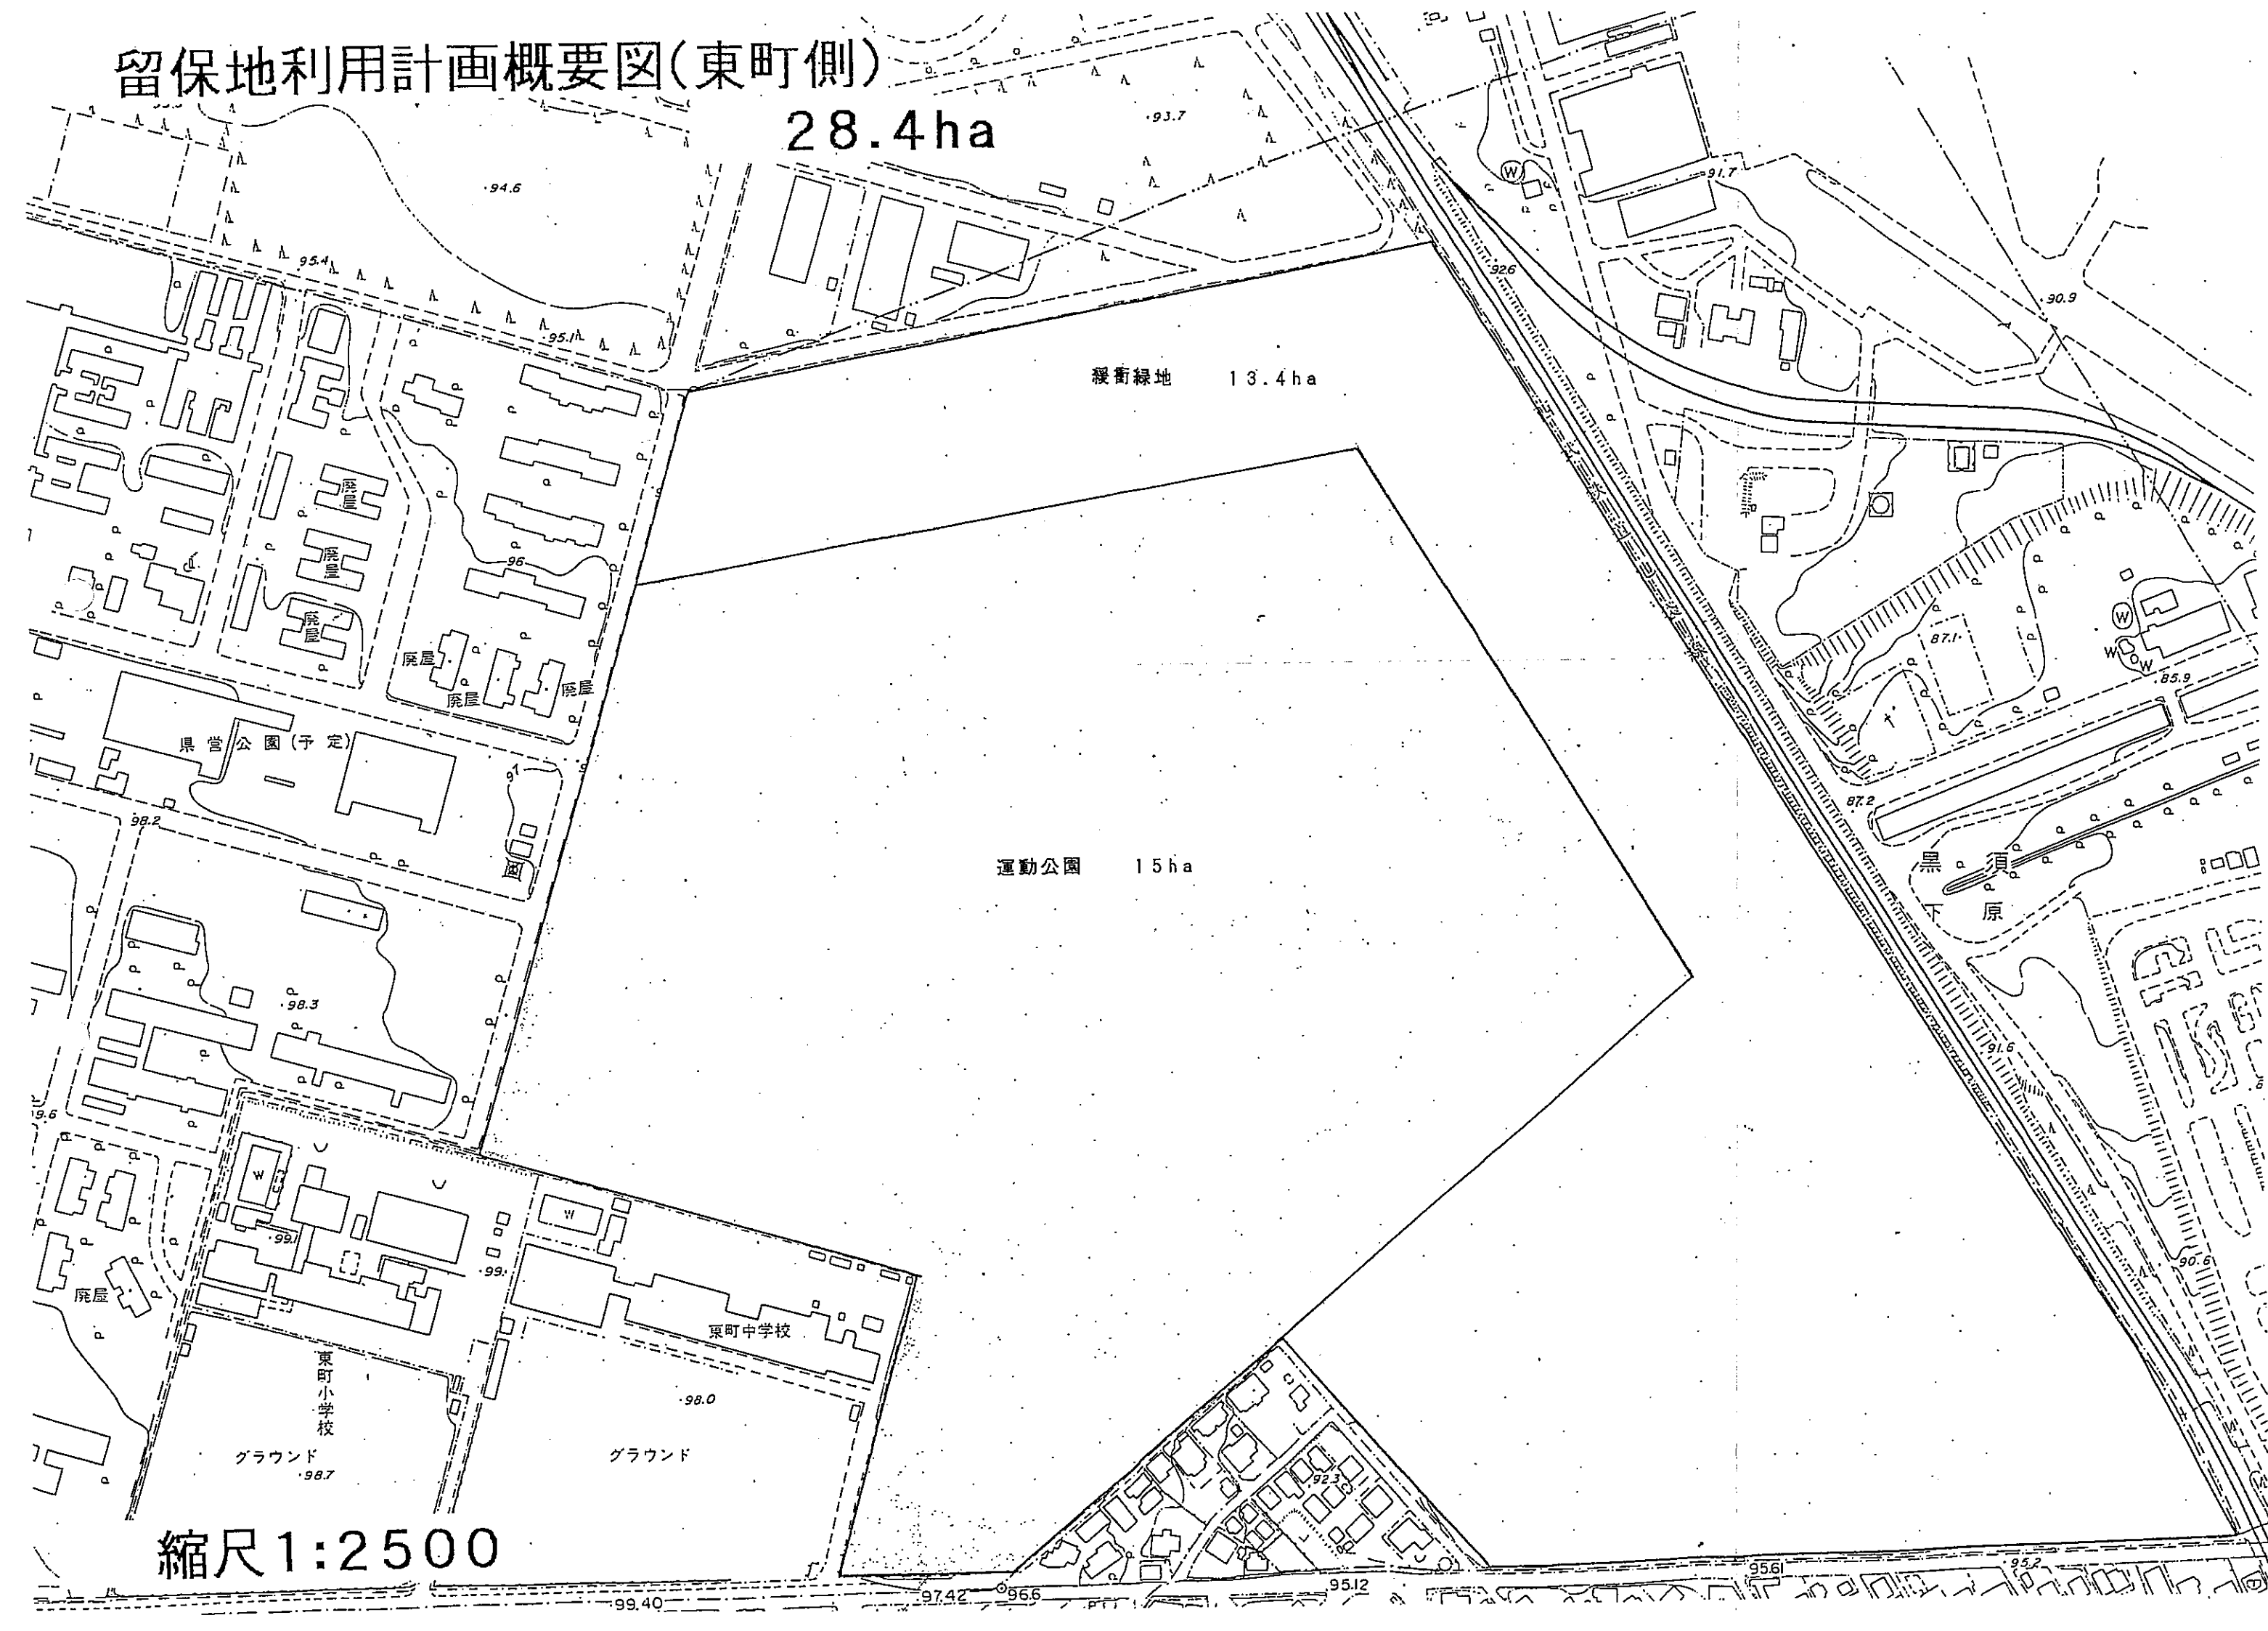 留保地利用計画概要図(東町側)
28.4ha
93.7
94.6
91.7
95.4
92.6
90.9
95.1
緩衝緑地 13.4ha
廃屋
廃屋
96
廃屋
87.1
廃屋
廃屋
廃屋
85.9
県営公園(予定)
97
98.2
87.2
運動公園 15ha
黒須
下原
98.3
91.6
99.1
90.6
廃屋
東町中学校
東町小学校
98.0
グラウンド
グラウンド
98.7
92.3
縮尺1:2500
95.61
95.2
95.12
97.42
96.6
99.40